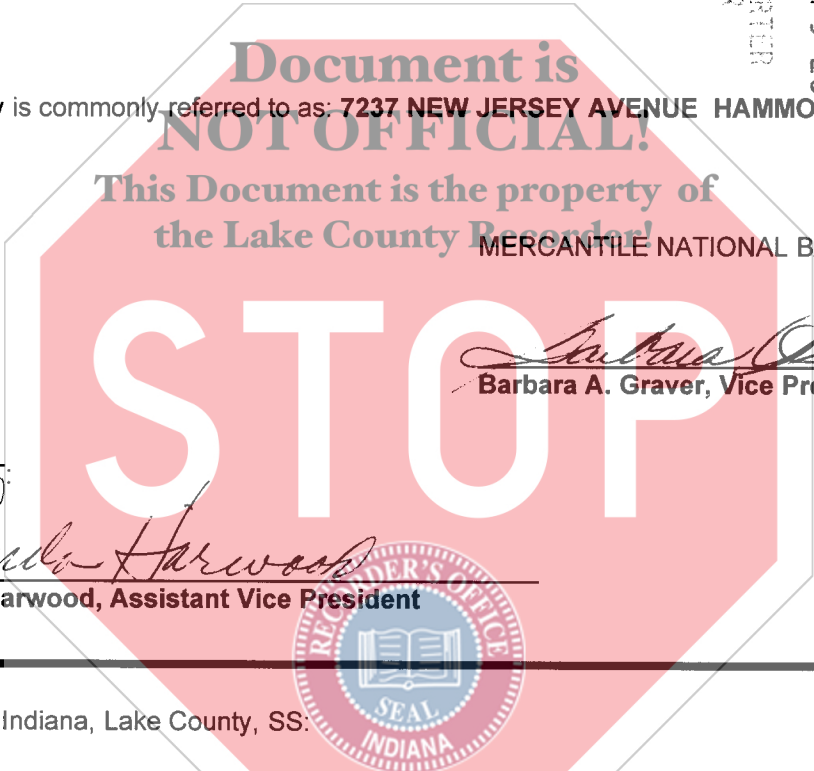 Document is
y is commonly referred to as: 7237 NEW JERSEY AVENUE HAMMO
NOT OFFICIAL!
This Document is the property of
the Lake County Recorder!
MERCANTILE NATIONAL B
STOP
Barbara A. Graver, Vice Pre
Harwood
arwood, Assistant Vice President
RECORDER'S OFFICE
SEAL
INDIANA
Indiana, Lake County, SS: